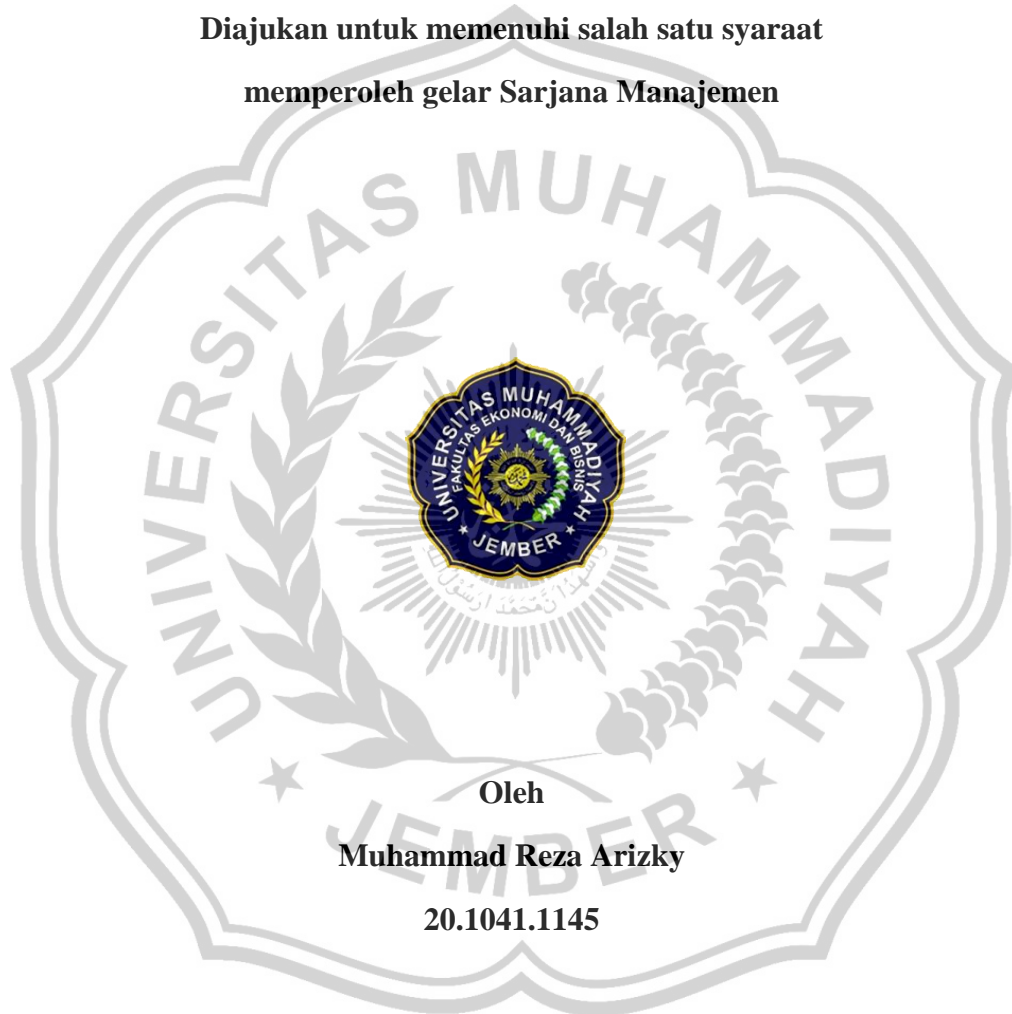 Diajukan untuk memenuhi salah satu syaraat
memperoleh gelar Sarjana Manajemen
UNIVERSITAS MUHAMMADIYAH
JEMBER
UNIVERSITAS MUHAMMADIYAH
FAKULTAS EKONOMI DAN BISNIS
JEMBER
Oleh
Muhammad Reza Arizky
20.1041.1145